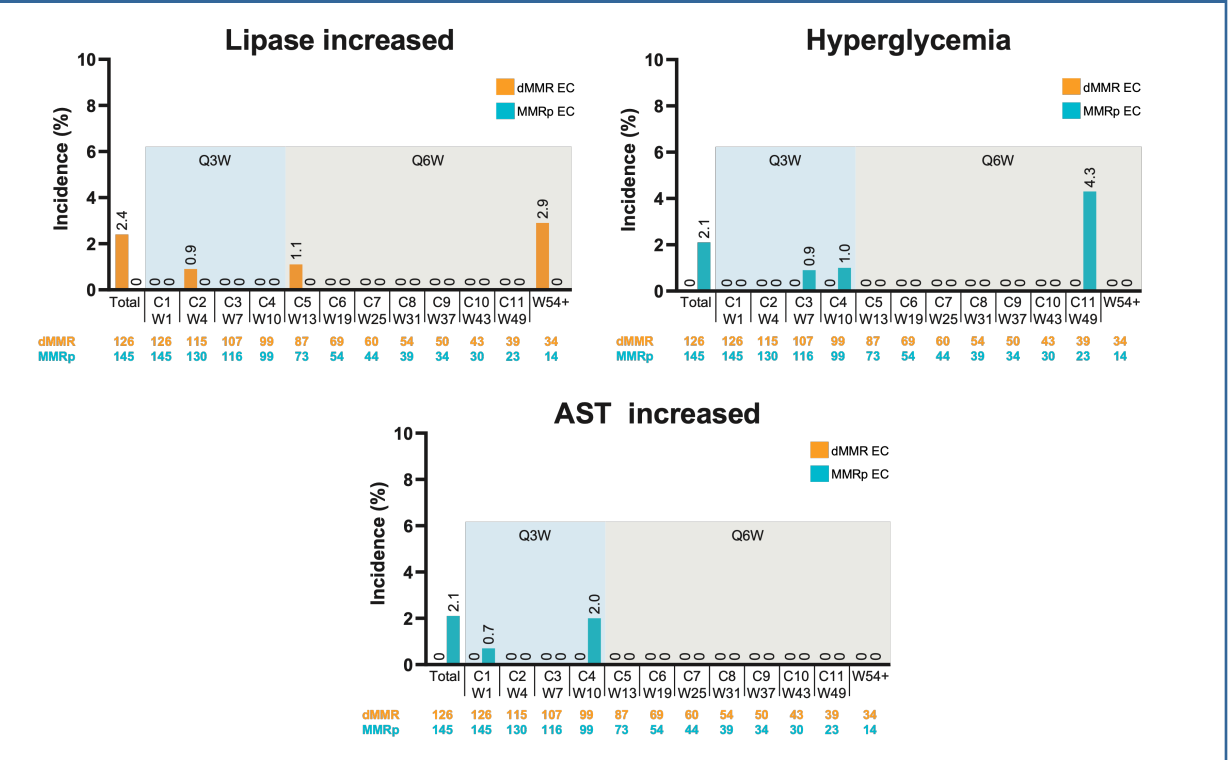 Lipase increased
10
8
6
4
2
0
Incidence (%)
dMMR EC
MMRp EC
Q3W Q6W
2.4 0 0 0 0.9 0 0 0 0 0 1.1 0 0 0 0 0 0 0 0 0 0 0 0 0 2.9 0
Total C1 C2 C3 C4 C5 C6 C7 C8 C9 C10 C11 W54+
W1 W4 W7 W10 W13 W19 W25 W31 W37 W43 W49
dMMR 126 126 115 107 99 87 69 60 54 50 43 39 34
MMRp 145 145 130 116 99 73 54 44 39 34 30 23 14
Hyperglycemia
10
8
6
4
2
0
Incidence (%)
dMMR EC
MMRp EC
Q3W Q6W
0 2.1 0 0 0 0 0 0.9 0 1.0 0 0 0 0 0 0 0 0 0 0 0 0 0 4.3 0 0
Total C1 C2 C3 C4 C5 C6 C7 C8 C9 C10 C11 W54+
W1 W4 W7 W10 W13 W19 W25 W31 W37 W43 W49
dMMR 126 126 115 107 99 87 69 60 54 50 43 39 34
MMRp 145 145 130 116 99 73 54 44 39 34 30 23 14
AST increased
10
8
6
4
2
0
Incidence (%)
dMMR EC
MMRp EC
Q3W Q6W
0 2.1 0 0.7 0 0 0 0 0 2.0 0 0 0 0 0 0 0 0 0 0 0 0 0 0 0 0
Total C1 C2 C3 C4 C5 C6 C7 C8 C9 C10 C11 W54+
W1 W4 W7 W10 W13 W19 W25 W31 W37 W43 W49
dMMR 126 126 115 107 99 87 69 60 54 50 43 39 34
MMRp 145 145 130 116 99 73 54 44 39 34 30 23 14